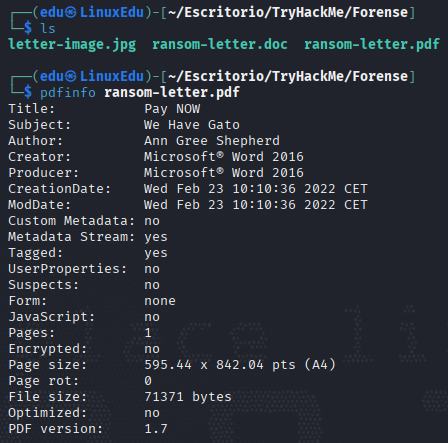 ┌──(edu㉿LinuxEdu)-[~/Escritorio/TryHackMe/Forense]
└─$ ls
letter-image.jpg  ransom-letter.doc  ransom-letter.pdf
┌──(edu㉿LinuxEdu)-[~/Escritorio/TryHackMe/Forense]
└─$ pdfinfo ransom-letter.pdf
Title:           Pay NOW
Subject:         We Have Gato
Author:          Ann Gree Shepherd
Creator:         Microsoft® Word 2016
Producer:        Microsoft® Word 2016
CreationDate:    Wed Feb 23 10:10:36 2022 CET
ModDate:         Wed Feb 23 10:10:36 2022 CET
Custom Metadata: no
Metadata Stream: yes
Tagged:          yes
UserProperties:  no
Suspects:        no
Form:            none
JavaScript:      no
Pages:           1
Encrypted:       no
Page size:       595.44 x 842.04 pts (A4)
Page rot:        0
File size:       71371 bytes
Optimized:       no
PDF version:     1.7